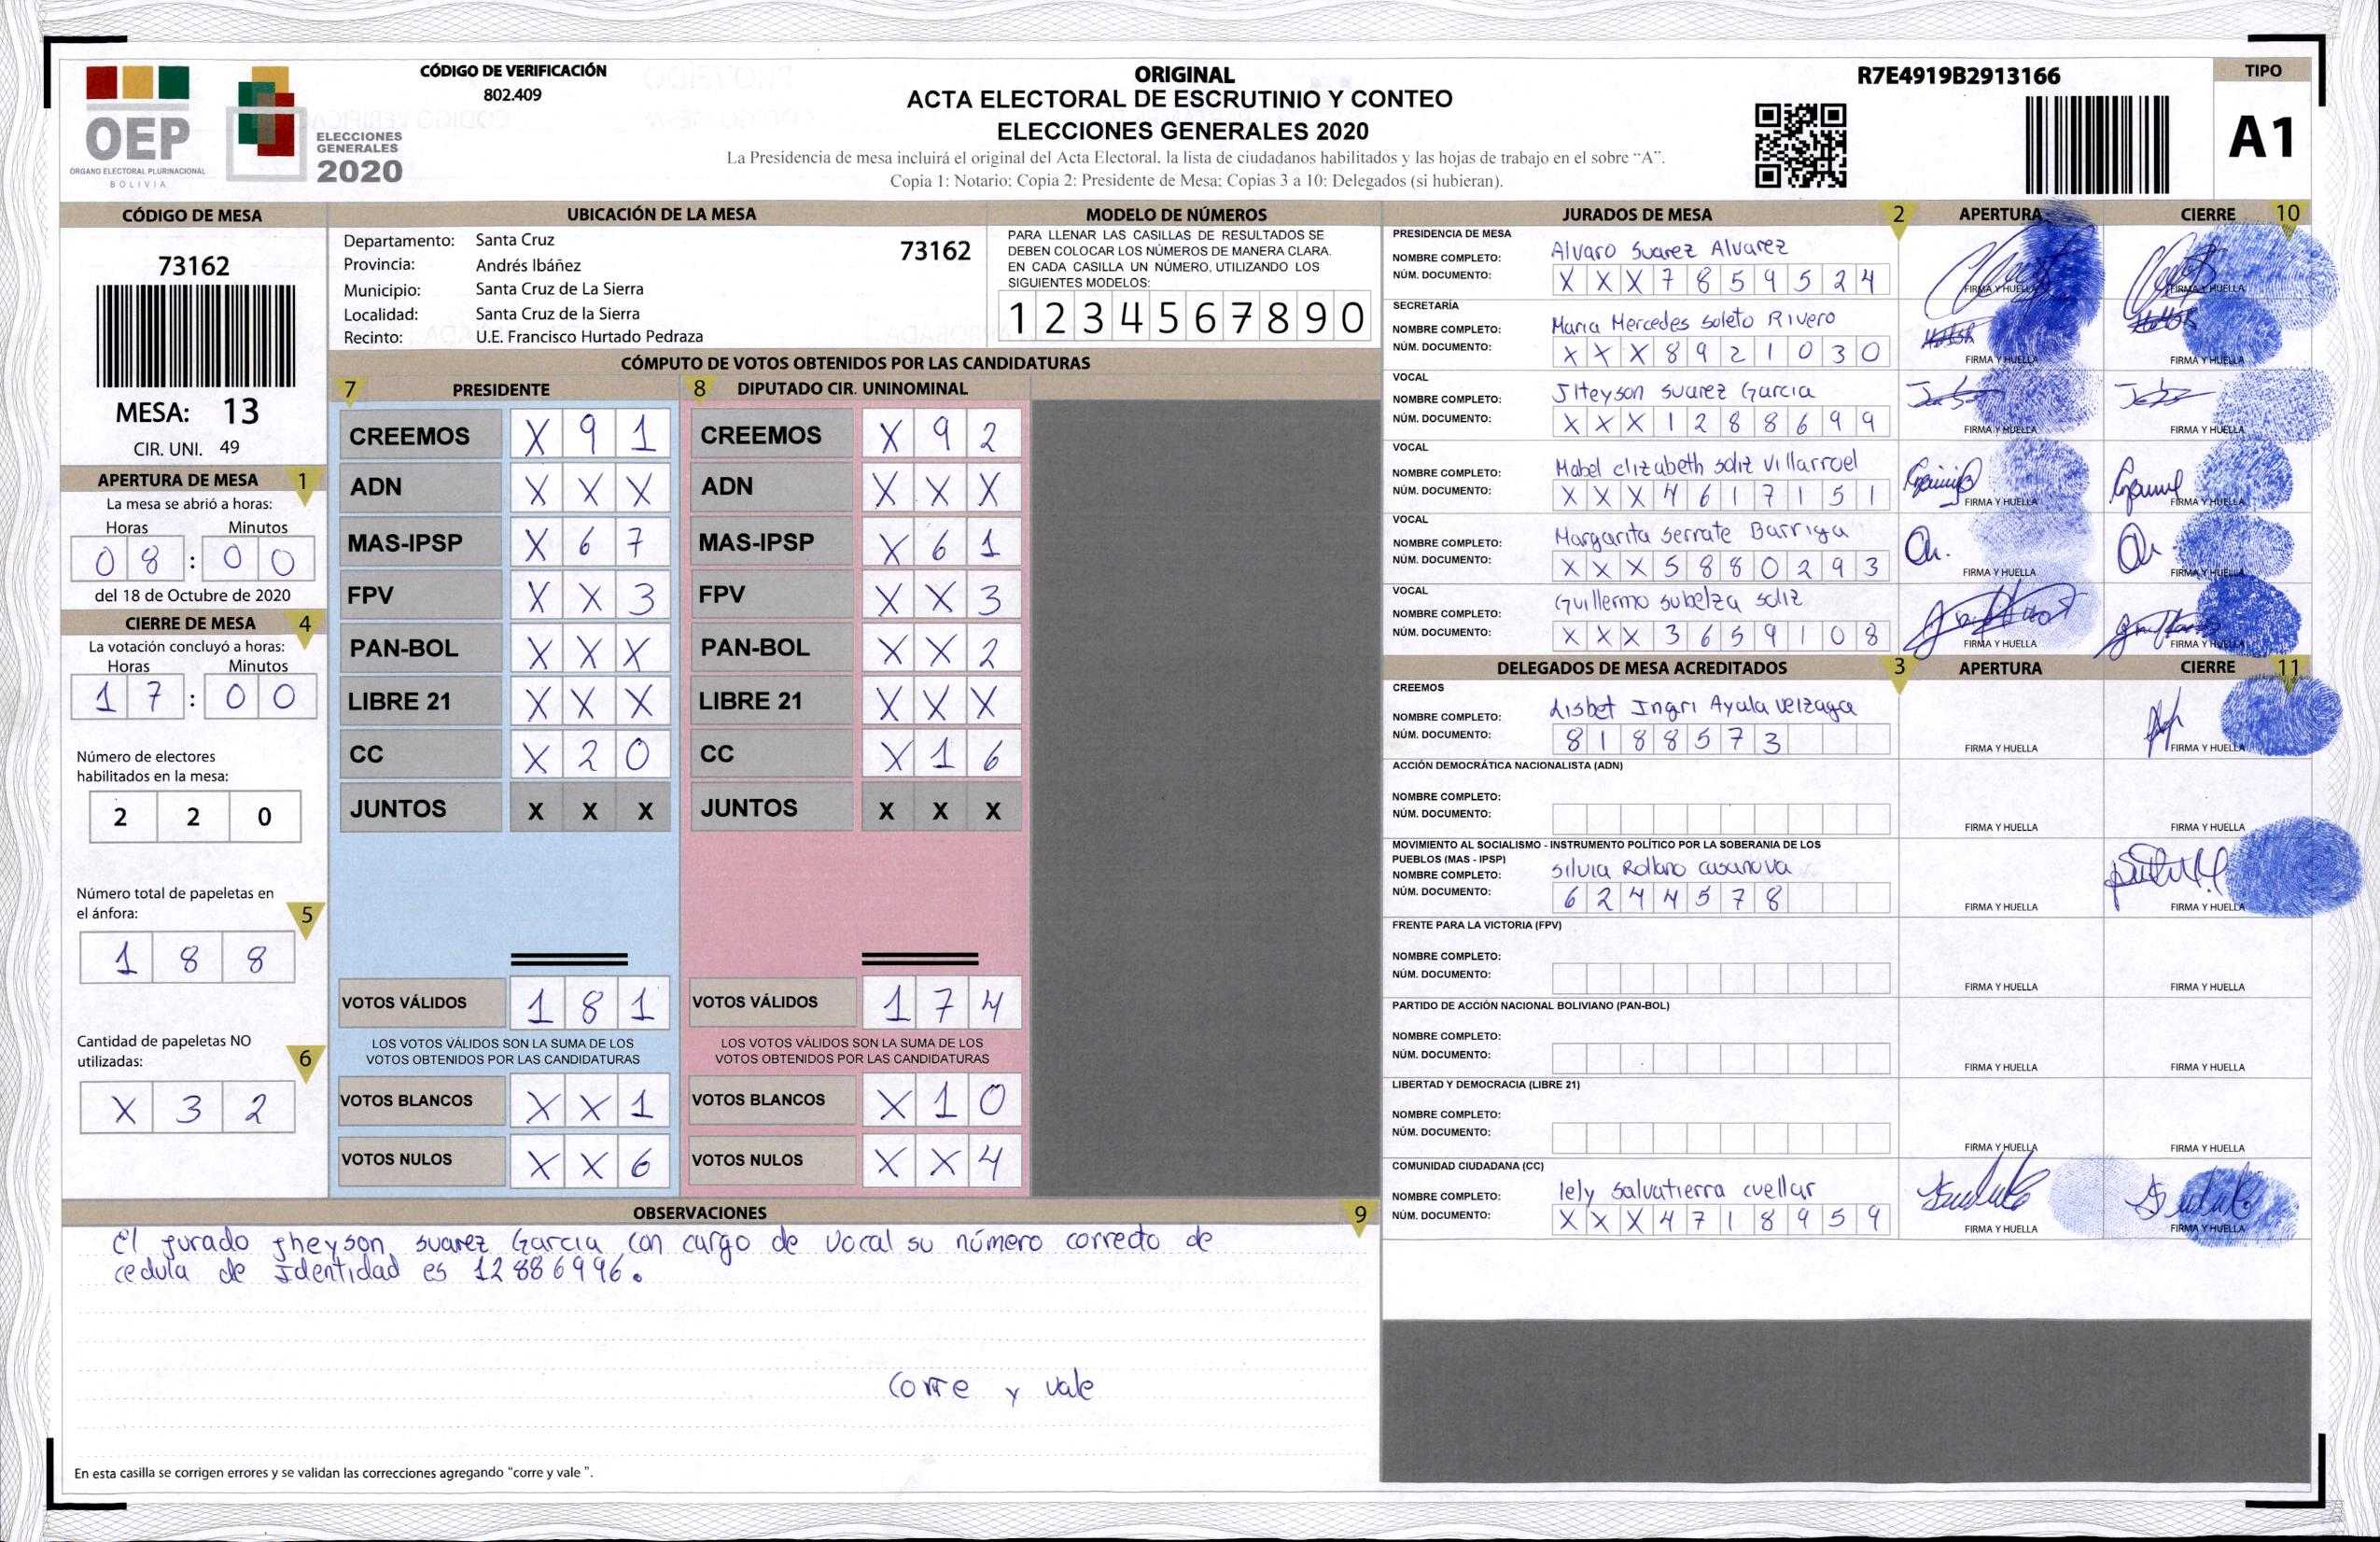 OEP
ÓRGANO ELECTORAL PLURINACIONAL
BOLIVIA
ELECCIONES
GENERALES
2020
CÓDIGO DE VERIFICACIÓN
802.409
ORIGINAL
ACTA ELECTORAL DE ESCRUTINIO Y CONTEO
ELECCIONES GENERALES 2020
La Presidencia de mesa incluirá el original del Acta Electoral, la lista de ciudadanos habilitados y las hojas de trabajo en el sobre "A".
Copia 1: Notario; Copia 2: Presidente de Mesa; Copias 3 a 10: Delegados (si hubieran).
R7E4919B2913166
TIPO
A1
CÓDIGO DE MESA
73162
MESA: 13
CIR. UNI. 49
APERTURA DE MESA 1
La mesa se abrió a horas:
Horas Minutos
0 8 : 0 0
del 18 de Octubre de 2020
CIERRE DE MESA 4
La votación concluyó a horas:
Horas Minutos
1 7 : 0 0
Número de electores
habilitados en la mesa:
2 2 0
Número total de papeletas en
el ánfora: 5
1 8 8
Cantidad de papeletas NO
utilizadas: 6
X 3 2
UBICACIÓN DE LA MESA
Departamento: Santa Cruz 73162
Provincia: Andrés Ibáñez
Municipio: Santa Cruz de La Sierra
Localidad: Santa Cruz de la Sierra
Recinto: U.E. Francisco Hurtado Pedraza
MODELO DE NÚMEROS
PARA LLENAR LAS CASILLAS DE RESULTADOS SE
DEBEN COLOCAR LOS NÚMEROS DE MANERA CLARA.
EN CADA CASILLA UN NÚMERO, UTILIZANDO LOS
SIGUIENTES MODELOS:
1 2 3 4 5 6 7 8 9 0
CÓMPUTO DE VOTOS OBTENIDOS POR LAS CANDIDATURAS
7 PRESIDENTE
CREEMOS X 9 1
ADN X X X
MAS-IPSP X 6 7
FPV X X 3
PAN-BOL X X X
LIBRE 21 X X X
CC X 2 0
JUNTOS X X X
VOTOS VÁLIDOS 1 8 1
LOS VOTOS VÁLIDOS SON LA SUMA DE LOS
VOTOS OBTENIDOS POR LAS CANDIDATURAS
VOTOS BLANCOS X X 1
VOTOS NULOS X X 6
8 DIPUTADO CIR. UNINOMINAL
CREEMOS X 9 2
ADN X X X
MAS-IPSP X 6 1
FPV X X 3
PAN-BOL X X 2
LIBRE 21 X X X
CC X 1 6
JUNTOS X X X
VOTOS VÁLIDOS 1 7 4
LOS VOTOS VÁLIDOS SON LA SUMA DE LOS
VOTOS OBTENIDOS POR LAS CANDIDATURAS
VOTOS BLANCOS X 1 0
VOTOS NULOS X X 4
OBSERVACIONES 9
El jurado Jheyson suarez Garcia con cargo de vocal su número correcto de
cedula de Identidad es 12886996.
Corre y vale
En esta casilla se corrigen errores y se validan las correcciones agregando "corre y vale ".
JURADOS DE MESA 2 APERTURA CIERRE 10
PRESIDENCIA DE MESA
NOMBRE COMPLETO: Alvaro Suarez Alvarez
NÚM. DOCUMENTO: X X X 7 8 5 9 5 2 4
FIRMA Y HUELLA FIRMA Y HUELLA
SECRETARÍA
NOMBRE COMPLETO: Maria Mercedes Soleto Rivero
NÚM. DOCUMENTO: X X X 8 9 2 1 0 3 0
FIRMA Y HUELLA FIRMA Y HUELLA
VOCAL
NOMBRE COMPLETO: JHeyson suarez Garcia
NÚM. DOCUMENTO: X X X 1 2 8 8 6 9 9
FIRMA Y HUELLA FIRMA Y HUELLA
VOCAL
NOMBRE COMPLETO: Mabel elizabeth soliz villarroel
NÚM. DOCUMENTO: X X X 4 6 1 7 1 5 1
FIRMA Y HUELLA FIRMA Y HUELLA
VOCAL
NOMBRE COMPLETO: Margarita Serrate Barriga
NÚM. DOCUMENTO: X X X 5 8 8 0 2 9 3
FIRMA Y HUELLA FIRMA Y HUELLA
VOCAL
NOMBRE COMPLETO: Guillermo subelza soliz
NÚM. DOCUMENTO: X X X 3 6 5 9 1 0 8
FIRMA Y HUELLA FIRMA Y HUELLA
DELEGADOS DE MESA ACREDITADOS 3 APERTURA CIERRE 11
CREEMOS
NOMBRE COMPLETO: Lisbet Ingri Ayala Velzaga
NÚM. DOCUMENTO: 8 1 8 8 5 7 3
FIRMA Y HUELLA FIRMA Y HUELLA
ACCIÓN DEMOCRÁTICA NACIONALISTA (ADN)
NOMBRE COMPLETO:
NÚM. DOCUMENTO:
FIRMA Y HUELLA FIRMA Y HUELLA
MOVIMIENTO AL SOCIALISMO - INSTRUMENTO POLÍTICO POR LA SOBERANIA DE LOS
PUEBLOS (MAS - IPSP)
NOMBRE COMPLETO: silvia Rollano casanova
NÚM. DOCUMENTO: 6 2 4 4 5 7 8
FIRMA Y HUELLA FIRMA Y HUELLA
FRENTE PARA LA VICTORIA (FPV)
NOMBRE COMPLETO:
NÚM. DOCUMENTO:
FIRMA Y HUELLA FIRMA Y HUELLA
PARTIDO DE ACCIÓN NACIONAL BOLIVIANO (PAN-BOL)
NOMBRE COMPLETO:
NÚM. DOCUMENTO:
FIRMA Y HUELLA FIRMA Y HUELLA
LIBERTAD Y DEMOCRACIA (LIBRE 21)
NOMBRE COMPLETO:
NÚM. DOCUMENTO:
FIRMA Y HUELLA FIRMA Y HUELLA
COMUNIDAD CIUDADANA (CC)
NOMBRE COMPLETO: lely salvatierra cuellar
NÚM. DOCUMENTO: X X X 4 7 1 8 9 5 9
FIRMA Y HUELLA FIRMA Y HUELLA